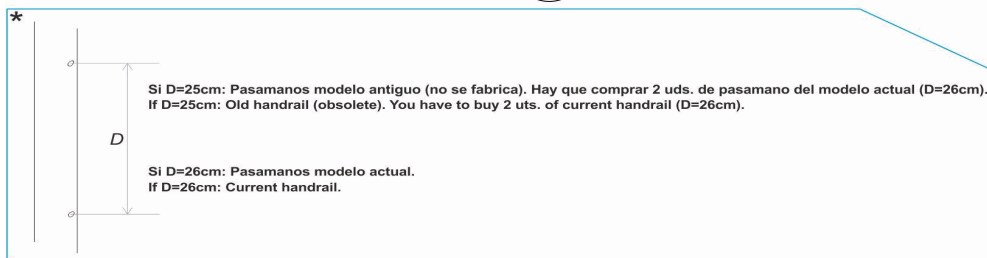 *
Si D=25cm: Pasamanos modelo antiguo (no se fabrica). Hay que comprar 2 uds. de pasamano del modelo actual (D=26cm).
If D=25cm: Old handrail (obsolete). You have to buy 2 uts. of current handrail (D=26cm).
D
Si D=26cm: Pasamanos modelo actual.
If D=26cm: Current handrail.